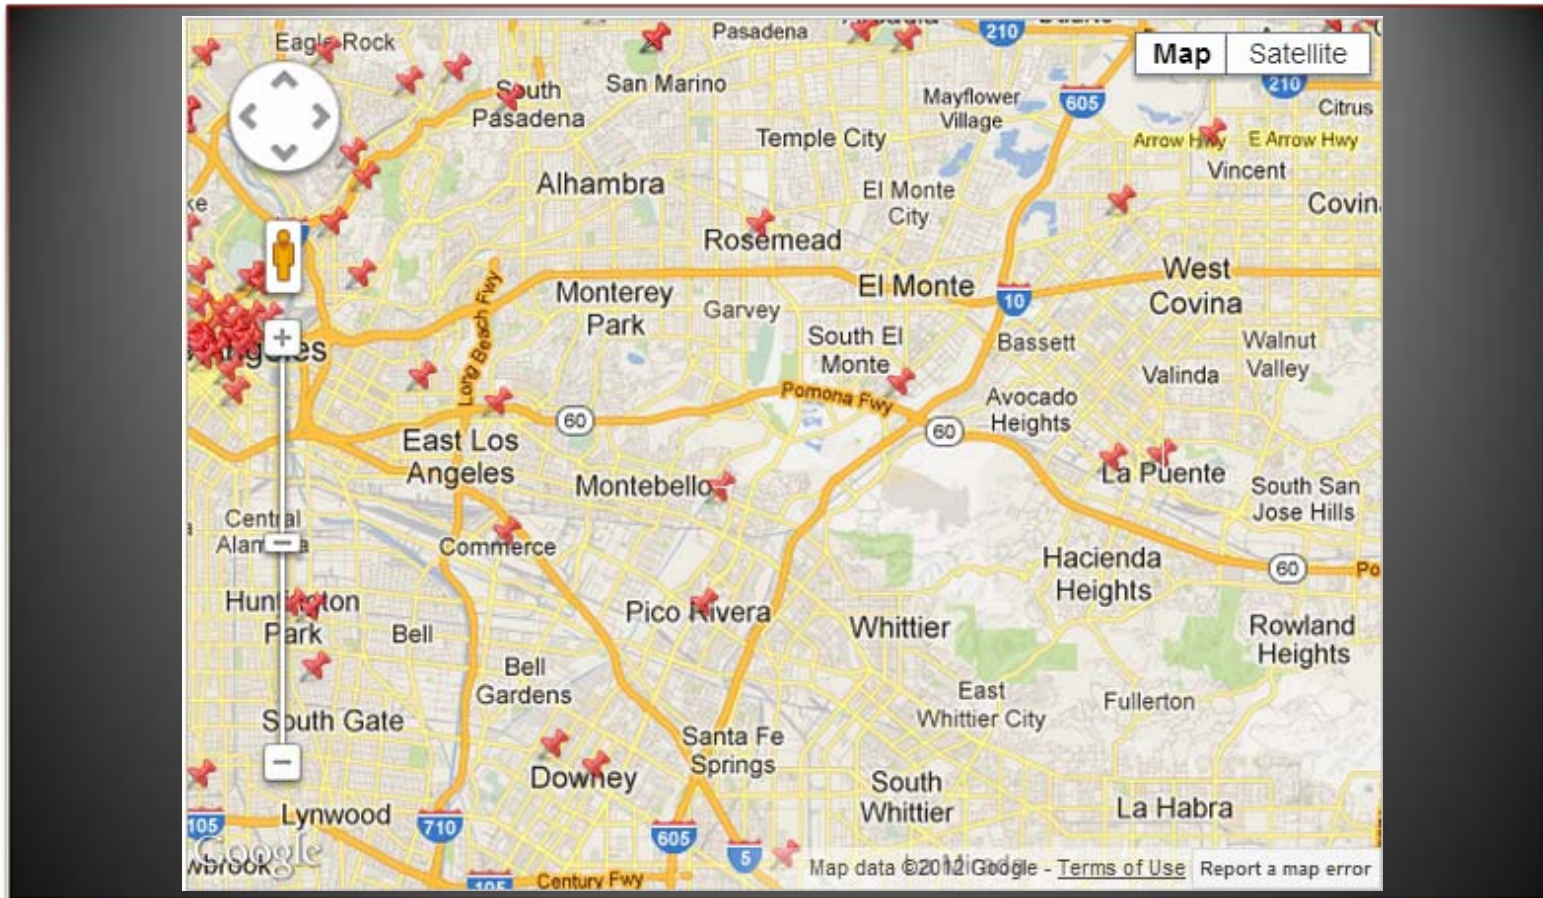 Eagle Rock
Pasadena
210
Map
Satellite
South
Pasadena
San Marino
Mayflower
Village
605
210
Citrus
Temple City
Arrow Hwy
E Arrow Hwy
Vincent
Alhambra
El Monte
City
Rosemead
West
Covina
El Monte
10
Monterey
Park
Garvey
Long Beach Fwy
South El
Monte
Bassett
Walnut
Valley
Valinda
Pomona Fwy
Avocado
Heights
60
60
East Los
Angeles
Montebello
La Puente
South San
Jose Hills
Central
Commerce
Hacienda
Heights
60
Huntington
Park
Bell
Pico Rivera
Whittier
Rowland
Heights
Bell
Gardens
East
Whittier City
Fullerton
South Gate
Santa Fe
Springs
Downey
South
Whittier
La Habra
Lynwood
105
710
605
5
Google
105
Century Fwy
Map data ©2012 Google - Terms of Use
Report a map error